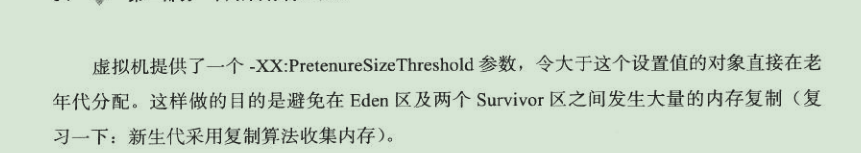 虚拟机提供了一个 -XX:PretenureSizeThreshold 参数，令大于这个设置值的对象直接在老
年代分配。这样做的目的是避免在 Eden 区及两个 Survivor 区之间发生大量的内存复制（复
习一下：新生代采用复制算法收集内存）。